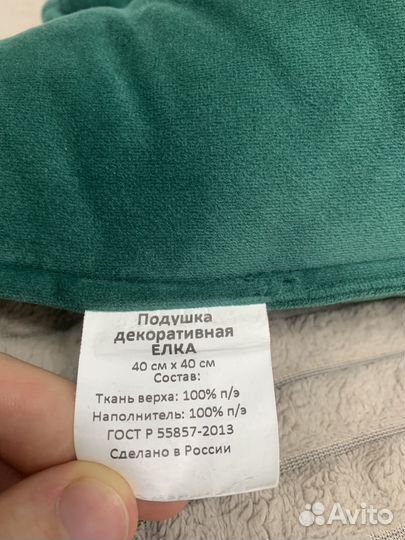 Подушка
декоративная
ЕЛКА
40 см х 40 см
Состав:
Ткань верха: 100% п/э
Наполнитель: 100% п/э
ГОСТ Р 55857-2013
Сделано в России
Avito